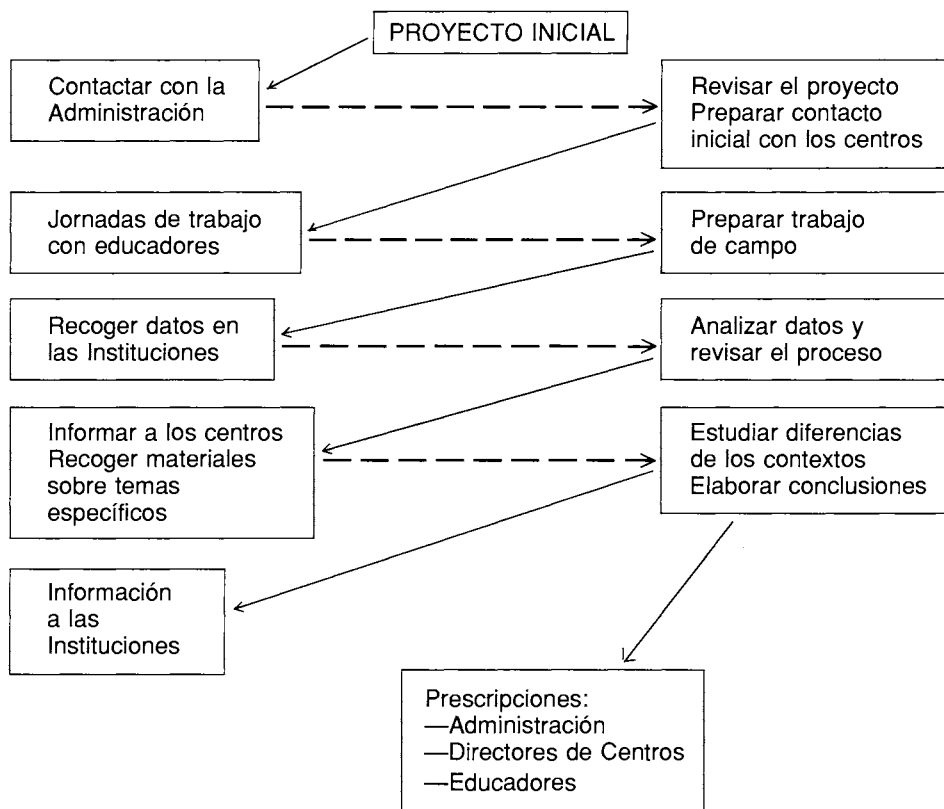 PROYECTO INICIAL
Contactar con la
Administración
Revisar el proyecto
Preparar contacto
inicial con los centros
Jornadas de trabajo
con educadores
Preparar trabajo
de campo
Recoger datos en
las Instituciones
Analizar datos y
revisar el proceso
Informar a los centros
Recoger materiales
sobre temas
específicos
Estudiar diferencias
de los contextos
Elaborar conclusiones
Información
a las
Instituciones
Prescripciones:
—Administración
—Directores de Centros
—Educadores